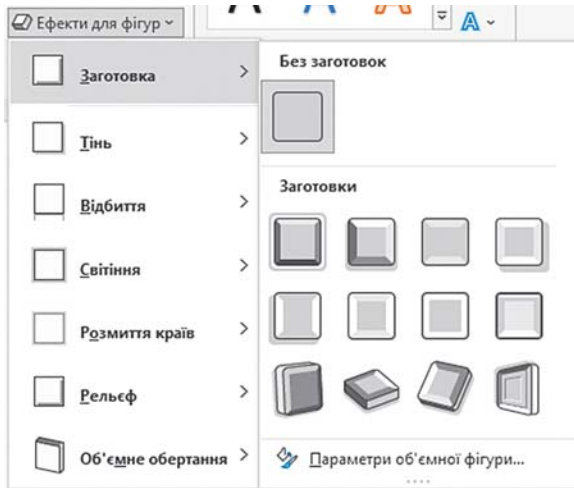 Ефекти для фігур
A A A
A
Заготовка
Тінь
Відбиття
Світіння
Розмиття країв
Рельєф
Об'ємне обертання
Без заготовок
Заготовки
Параметри об'ємної фігури...